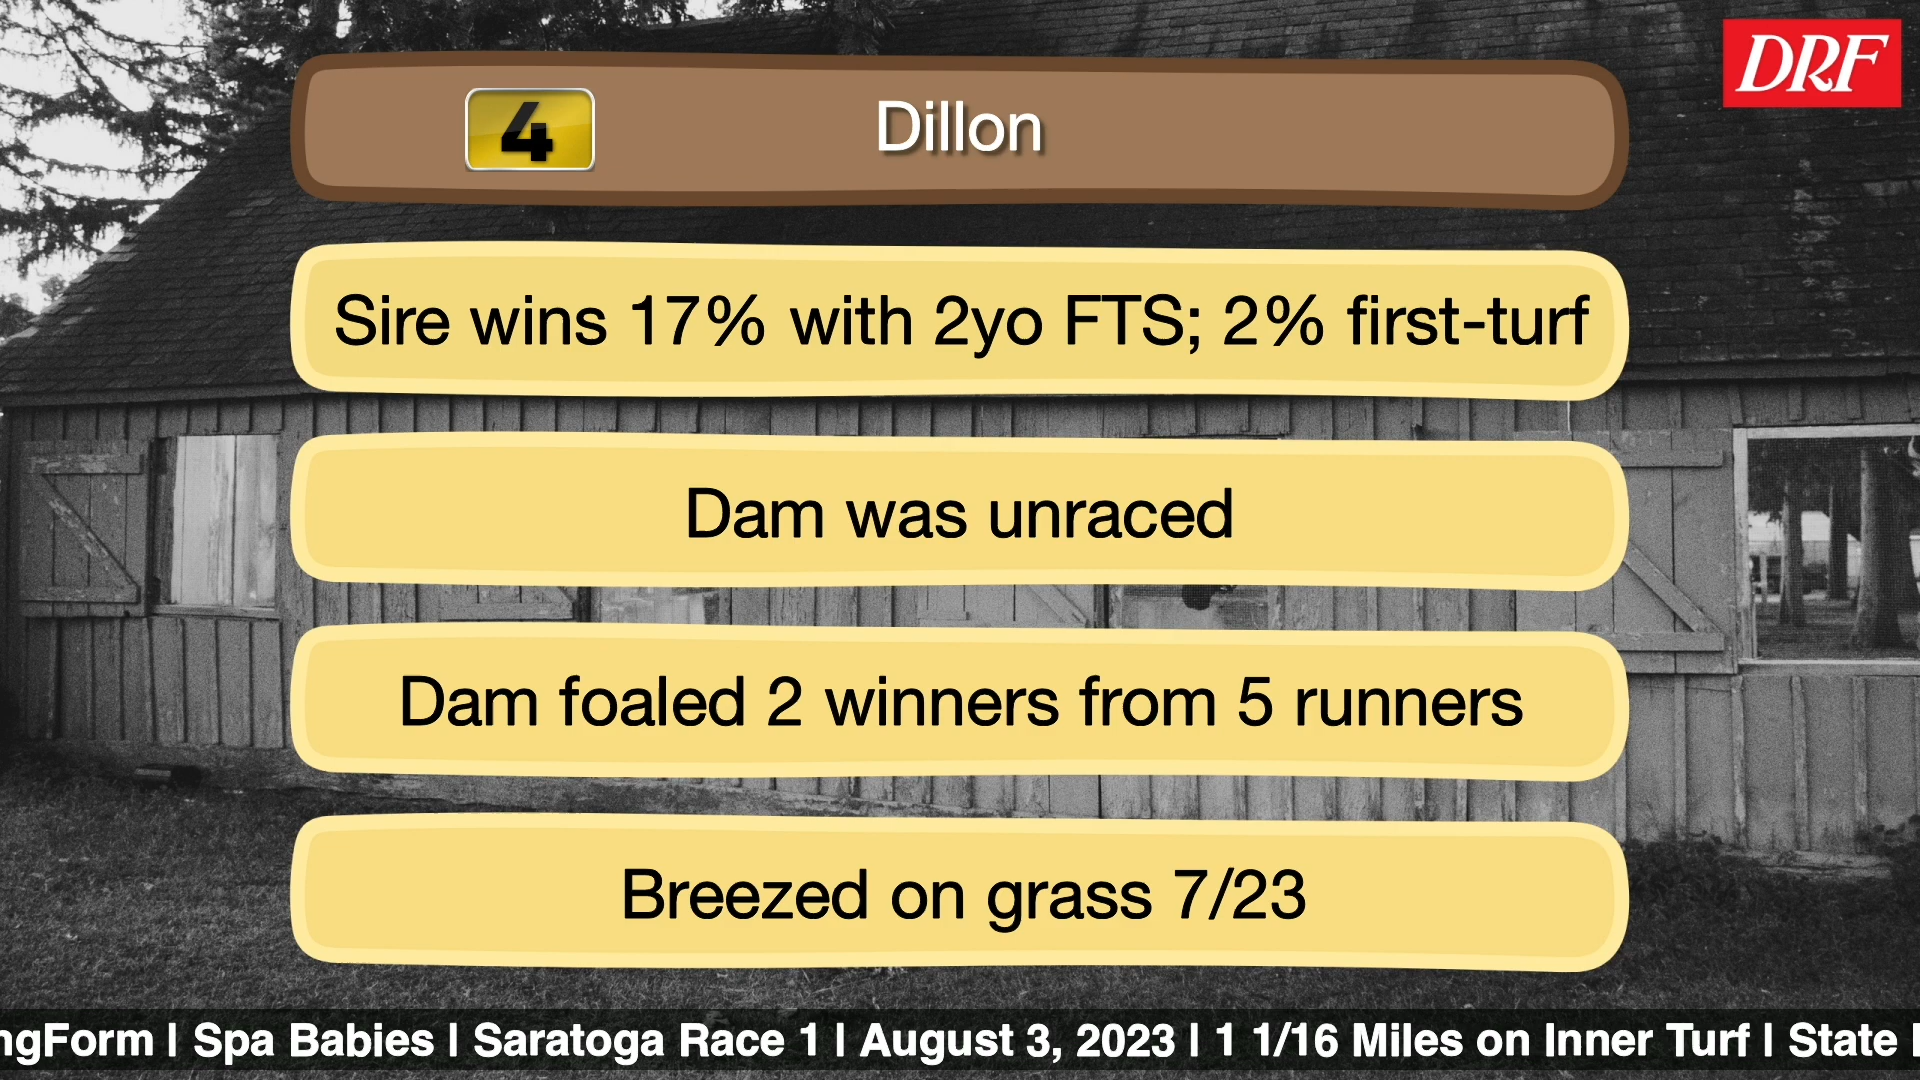 DRF
4 Dillon
Sire wins 17% with 2yo FTS; 2% first-turf
Dam was unraced
Dam foaled 2 winners from 5 runners
Breezed on grass 7/23
ngForm | Spa Babies | Saratoga Race 1 | August 3, 2023 | 1 1/16 Miles on Inner Turf | State